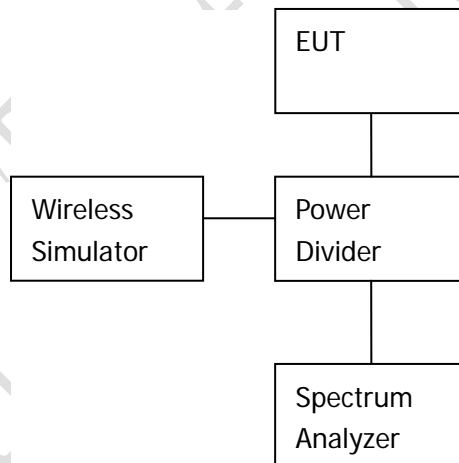 EUT
Wireless
Simulator
Power
Divider
Spectrum
Analyzer